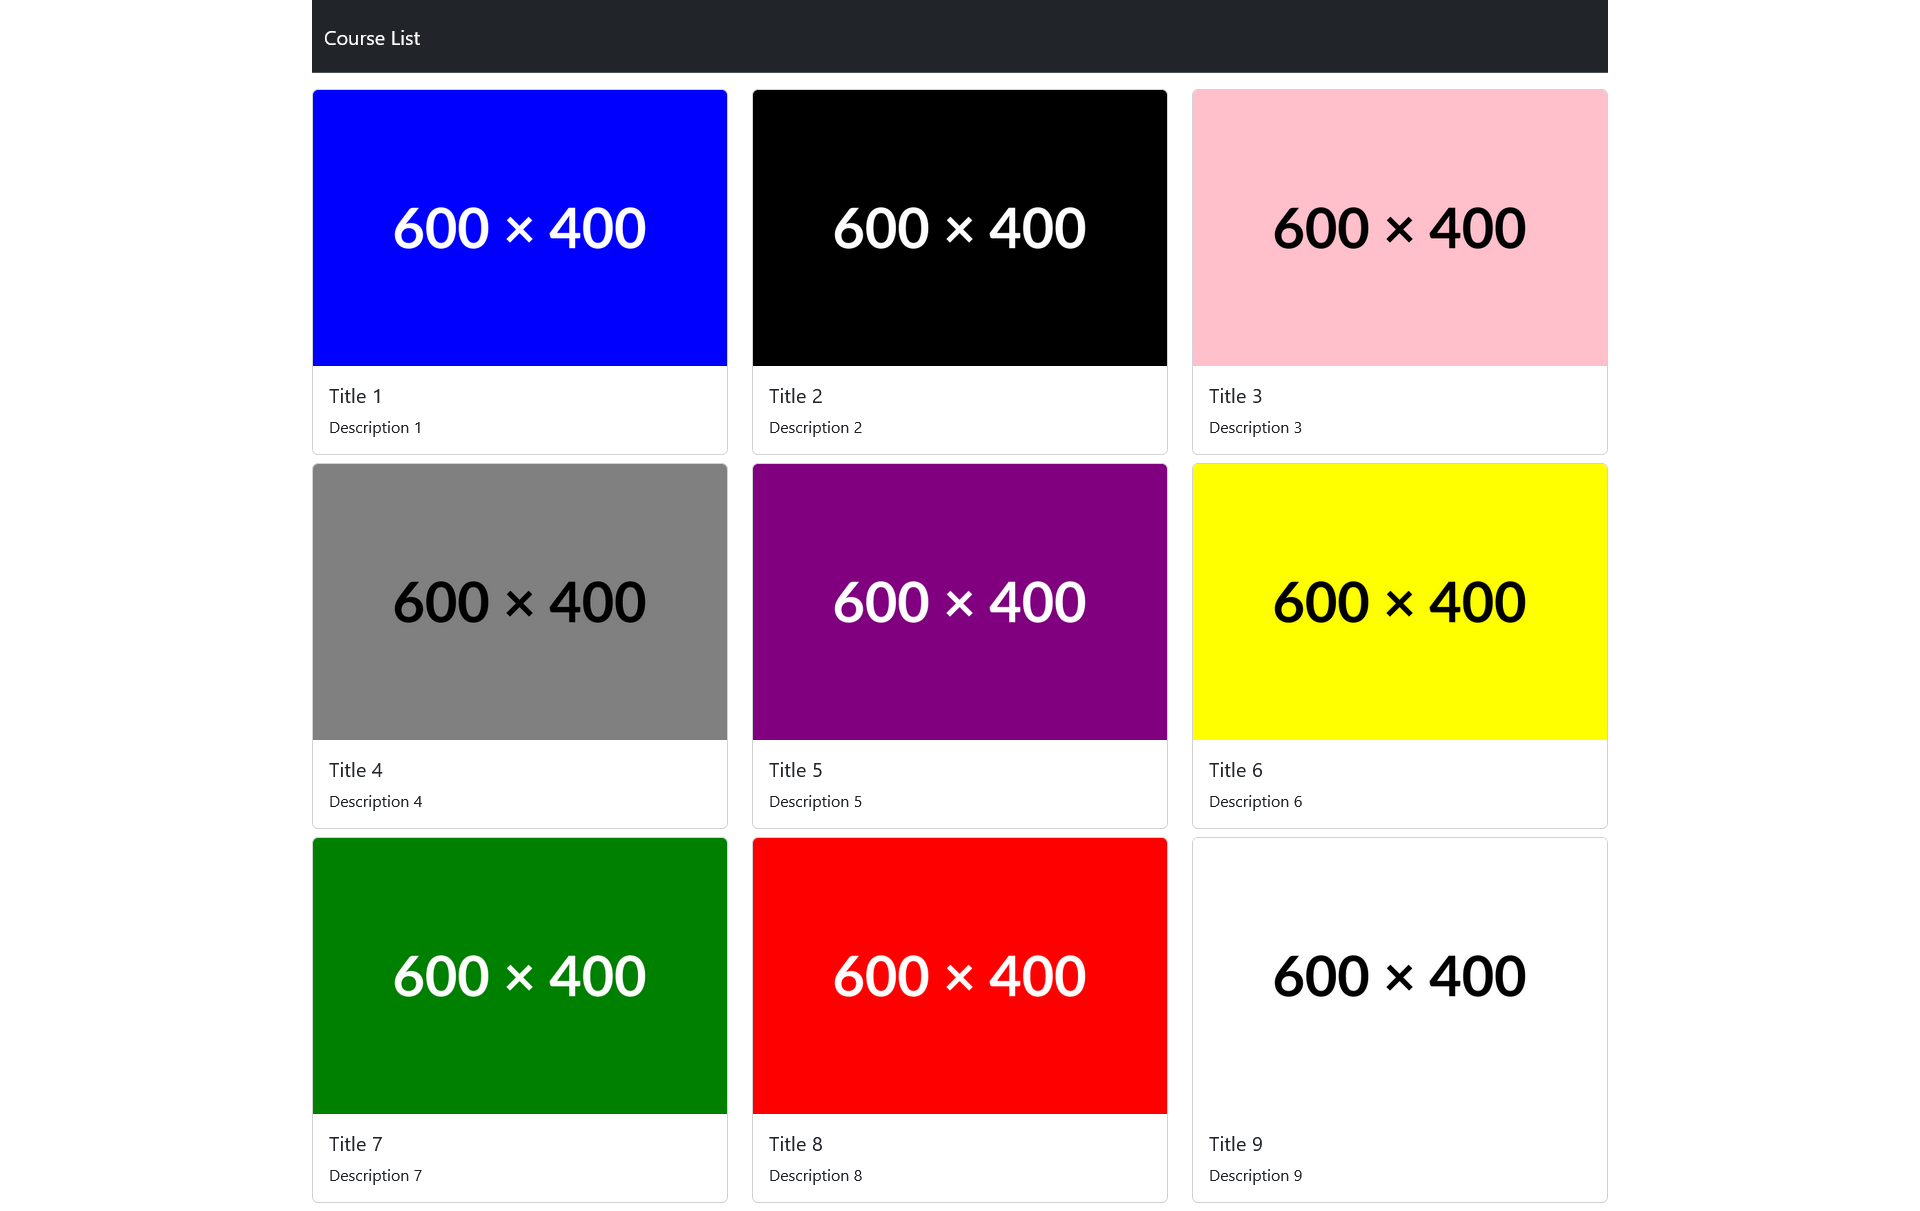 Course List
600 × 400
Title 1
Description 1
600 × 400
Title 2
Description 2
600 × 400
Title 3
Description 3
600 × 400
Title 4
Description 4
600 × 400
Title 5
Description 5
600 × 400
Title 6
Description 6
600 × 400
Title 7
Description 7
600 × 400
Title 8
Description 8
600 × 400
Title 9
Description 9